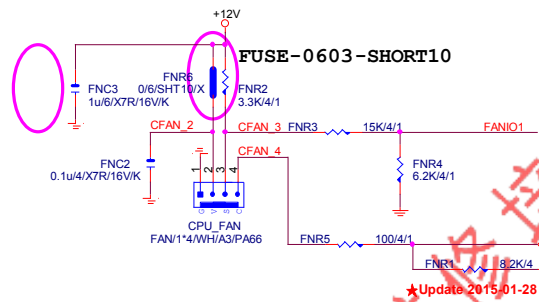 +12V
FUSE-0603-SHORT10
FNR6
FNC3
0/6/SHT10/X
FNR2
1u/6/X7R/16V/K
3.3K/4/1
CFAN_2
CFAN_3
FNR3
15K/4/1
FANIO1
CFAN_4
FNC2
0.1u/4/X7R/16V/K
FNR4
6.2K/4/1
1
2
3
4
G
V
S
C
CPU_FAN
FAN/1*4/WH/A3/PA66
FNR5
100/4/1
FNR1
8.2K/4
★Update 2015-01-28
修